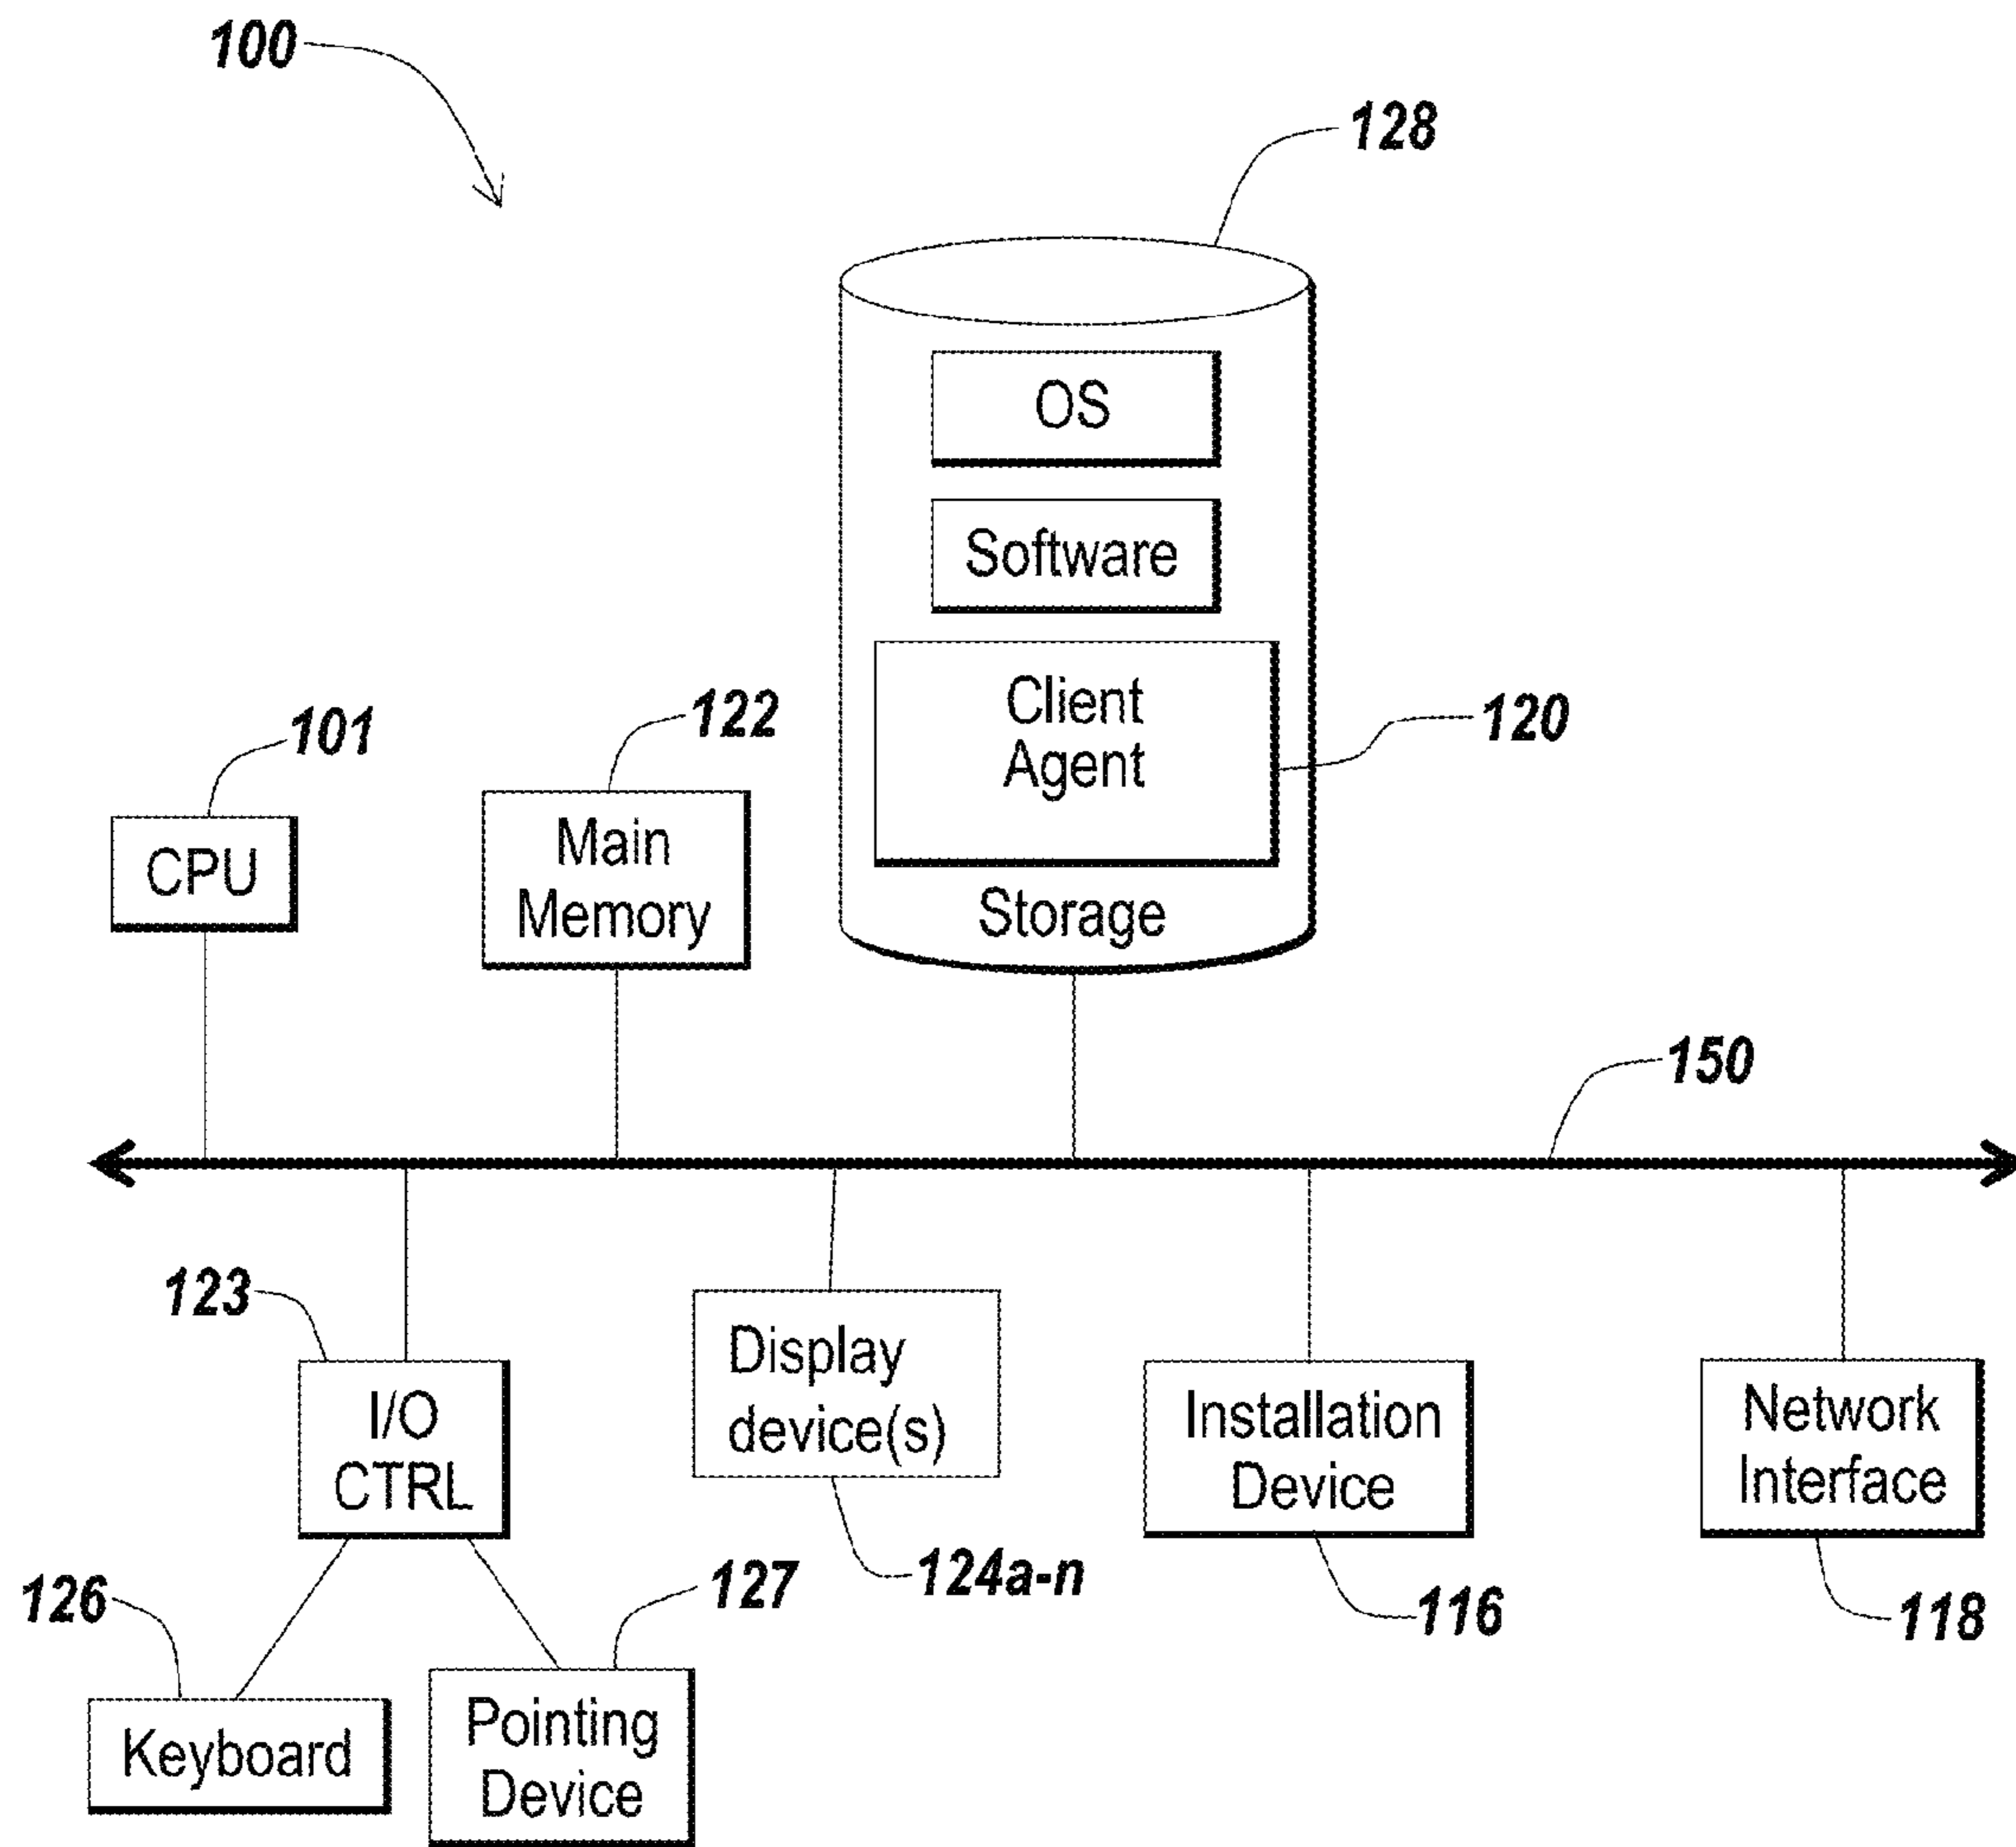 100
128
OS
Software
Client
Agent
120
Storage
101
CPU
122
Main
Memory
150
123
I/O
CTRL
Display
device(s)
124a-n
Installation
Device
116
Network
Interface
118
126
Keyboard
127
Pointing
Device